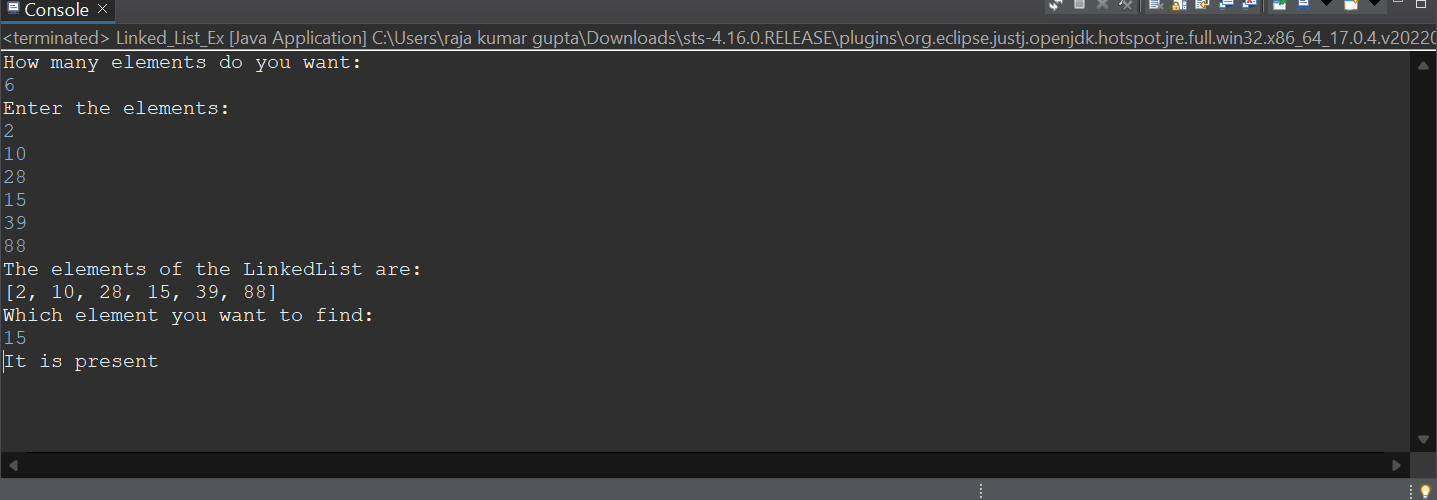 Console
<terminated> Linked_List_Ex [Java Application] C:\Users\raja kumar gupta\Downloads\sts-4.16.0.RELEASE\plugins\org.eclipse.justj.openjdk.hotspot.jre.full.win32.x86_64_17.0.4.v20220
How many elements do you want:
6
Enter the elements:
2
10
28
15
39
88
The elements of the LinkedList are:
[2, 10, 28, 15, 39, 88]
Which element you want to find:
15
It is present